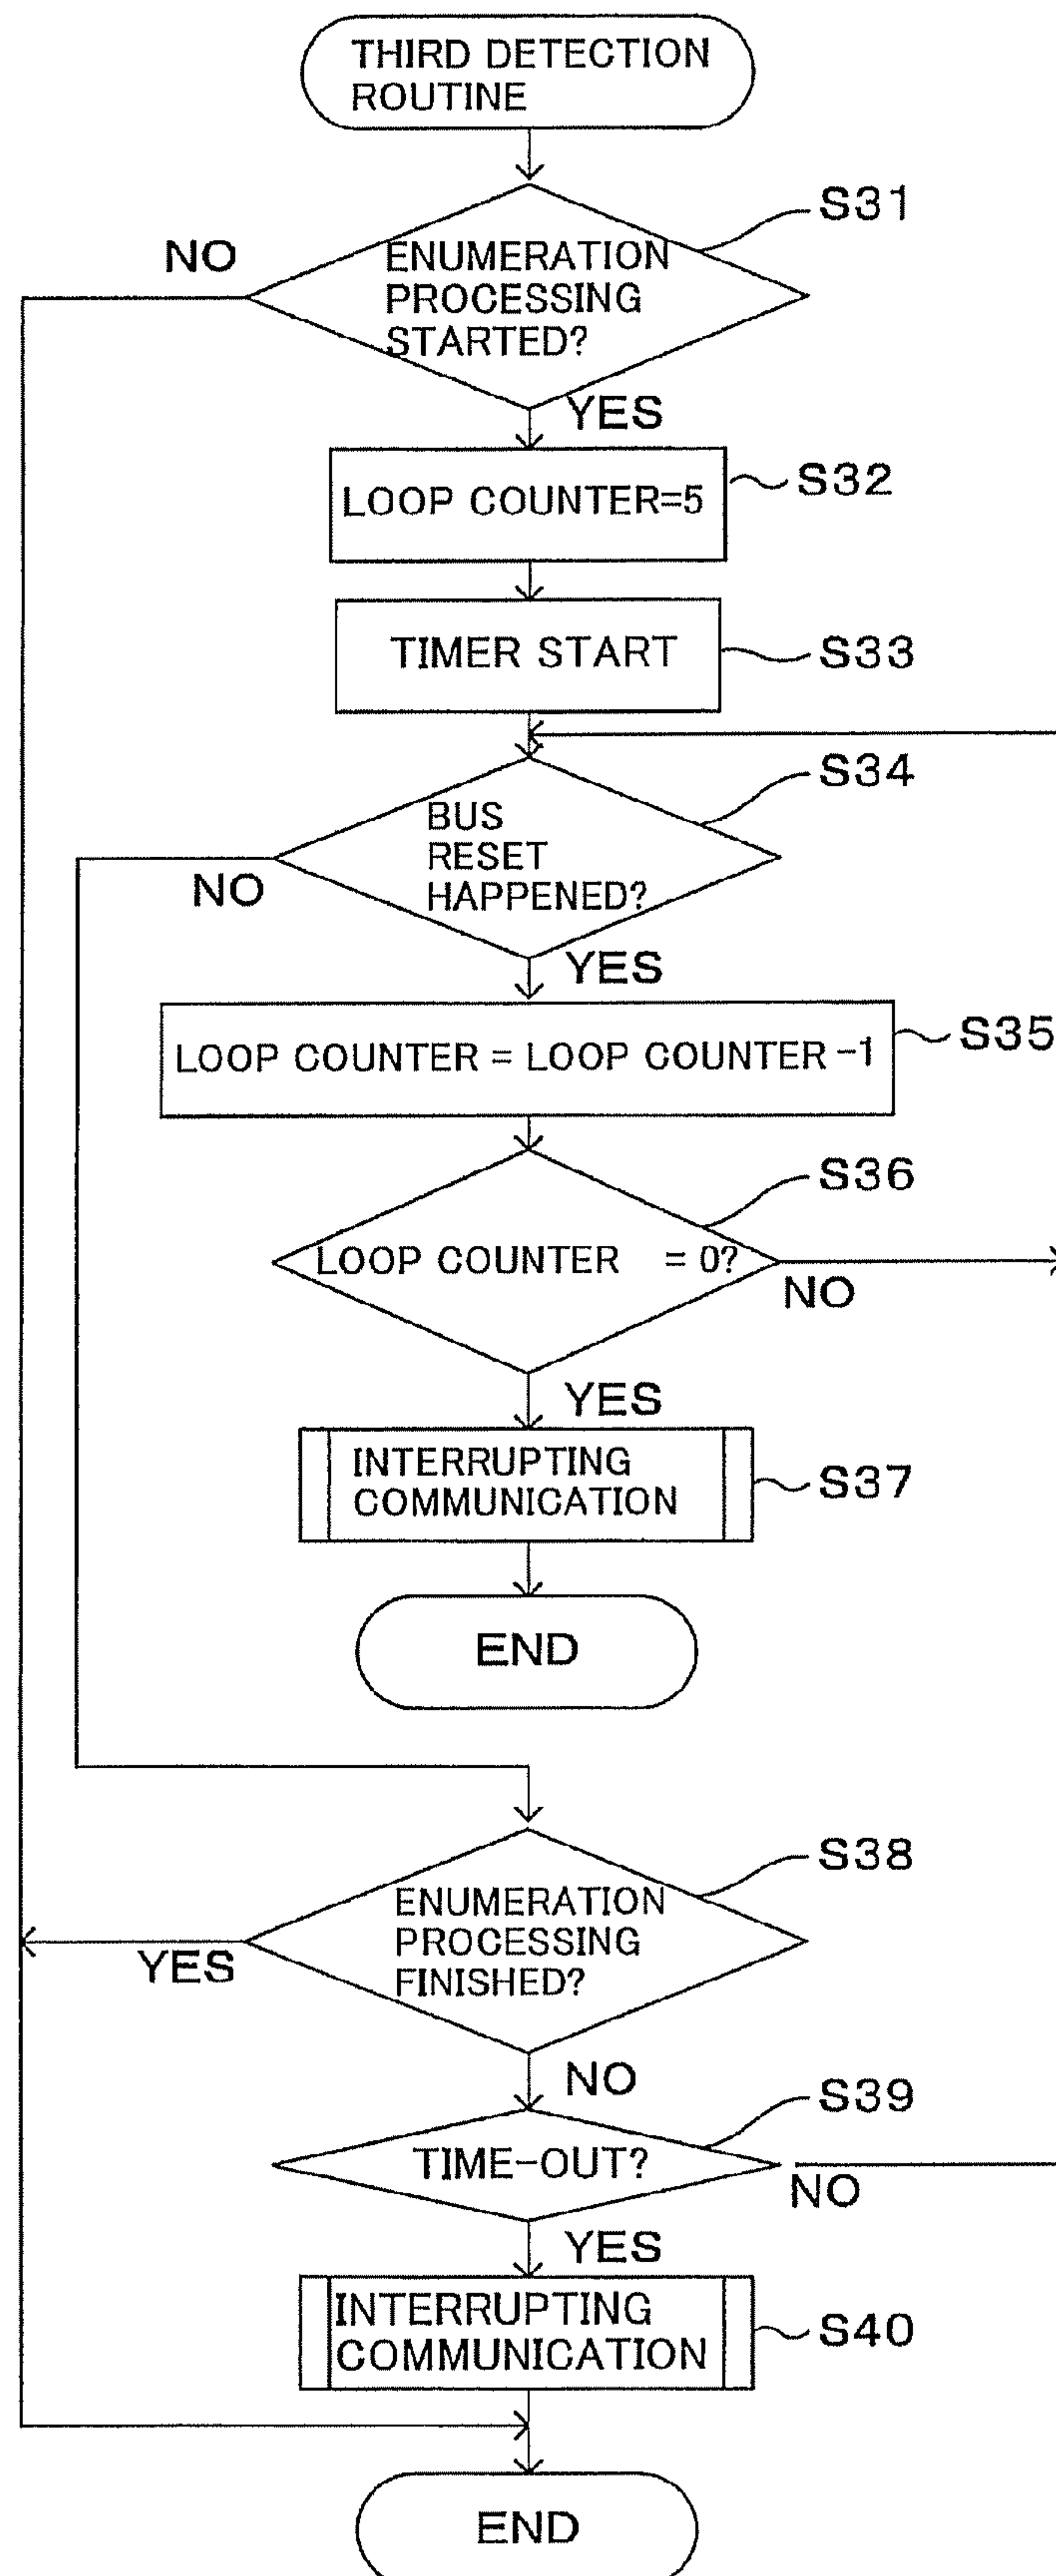 THIRD DETECTION
ROUTINE
S31
NO
ENUMERATION
PROCESSING
STARTED?
YES
S32
LOOP COUNTER=5
TIMER START
S33
S34
BUS
RESET
HAPPENED?
NO
YES
S35
LOOP COUNTER = LOOP COUNTER -1
S36
LOOP COUNTER = 0?
NO
YES
INTERRUPTING
COMMUNICATION
S37
END
S38
ENUMERATION
PROCESSING
FINISHED?
YES
NO
S39
TIME-OUT?
NO
YES
INTERRUPTING
COMMUNICATION
S40
END